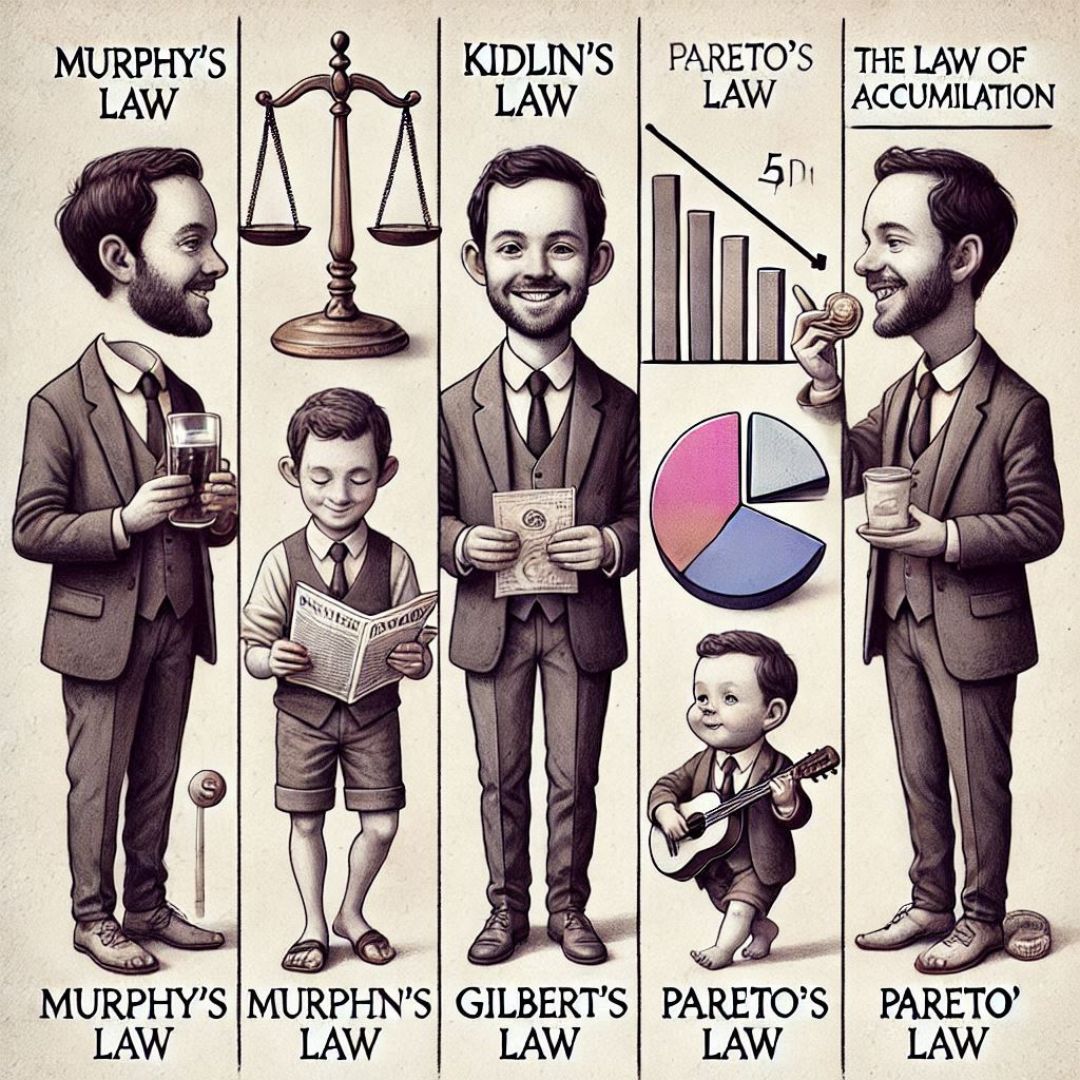 MURPHY'S
LAW
KIDLIN'S
LAW
PARETO'S
LAW
THE LAW OF
ACCUMILATION
MURPHY'S
LAW
MURPHN'S
LAW
GILBERT'S
LAW
PARETO'S
LAW
PARETO'
LAW